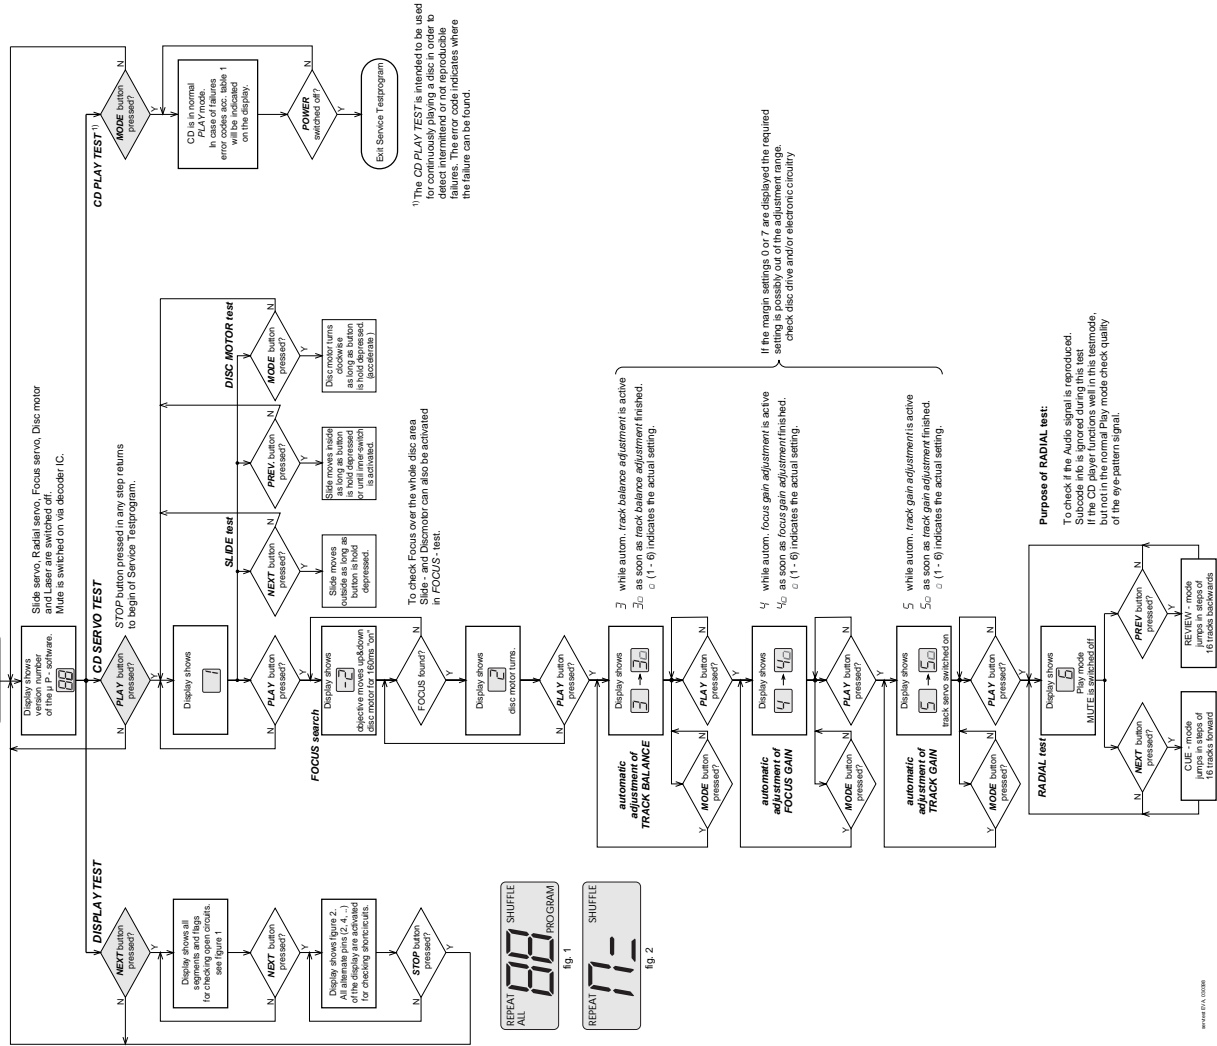 Display shows
version number
of the µ P - software.
88
Slide servo, Radial servo, Focus servo, Disc motor
and Laser are switched off.
Mute is switched on via decoder IC.
DISPLAY TEST
NEXT button
pressed?
N
Y
Display shows all
segments and flags
for checking open circuits.
see figure 1
NEXT button
pressed?
N
Y
Display shows figure 2.
All alternate pins (2, 4, ..)
of the display are activated
for checking shortcircuits.
STOP button
pressed?
N
Y
REPEAT
ALL
SHUFFLE
88
PROGRAM
fig. 1
REPEAT
SHUFFLE
fig. 2
CD SERVO TEST
PLAY button
pressed?
N
Y
STOP button pressed in any step returns
to begin of Service Testprogram.
Display shows
1
SLIDE test
NEXT button
pressed?
N
Y
Slide moves
outside as long as
button is hold
depressed.
PREV. button
pressed?
N
Y
Slide moves inside
as long as button
is hold depressed
or until inner-switch
is activated.
DISC MOTOR test
MODE button
pressed?
N
Y
Disc motor turns
clockwise
as long as button
is hold depressed.
(accelerate)
PLAY button
pressed?
N
Y
FOCUS search
Display shows
-2
objective moves up&down
disc motor for 160ms "on"
To check Focus over the whole disc area
Slide - and Discmotor can also be activated
in FOCUS - test.
FOCUS found?
N
Y
Display shows
2
disc motor turns.
PLAY button
pressed?
N
Y
automatic
adjustment of
TRACK BALANCE
Display shows
3 → 3□
3 while autom. track balance adjustment is active
3□ as soon as track balance adjustment finished.
□ (1 - 6) indicates the actual setting.
MODE button
pressed?
N
Y
PLAY button
pressed?
N
Y
automatic
adjustment of
FOCUS GAIN
Display shows
4 → 4□
4 while autom. focus gain adjustment is active
4□ as soon as focus gain adjustment finished.
□ (1 - 6) indicates the actual setting.
MODE button
pressed?
N
Y
PLAY button
pressed?
N
Y
automatic
adjustment of
TRACK GAIN
Display shows
5 → 5□
track servo switched on
5 while autom. track gain adjustment is active
5□ as soon as track gain adjustment finished.
□ (1 - 6) indicates the actual setting.
If the margin settings 0 or 7 are displayed the required
setting is possibly out of the adjustment range.
check disc drive and/or electronic circuitry
MODE button
pressed?
N
Y
PLAY button
pressed?
N
Y
RADIAL test
Display shows
6
Play mode
MUTE is switched off
Purpose of RADIAL test:
To check if the Audio signal is reproduced.
Subcode info is ignored during this test
If the CD player functions well in this testmode,
but not in the normal Play mode check quality
of the eye-pattern signal.
NEXT button
pressed?
N
Y
CUE - mode
jumps in steps of
16 tracks forward
PREV button
pressed?
N
Y
REVIEW - mode
jumps in steps of
16 tracks backwards
CD PLAY TEST 1)
MODE button
pressed?
N
Y
CD is in normal
PLAY mode.
In case of failures
error codes acc. table 1
will be indicated
on the display.
POWER
switched off?
N
Y
Exit Service Testprogram
1) The CD PLAY TEST is intended to be used
for continuously playing a disc in order to
detect intermittend or not reproducible
failures. The error code indicates where
the failure can be found.